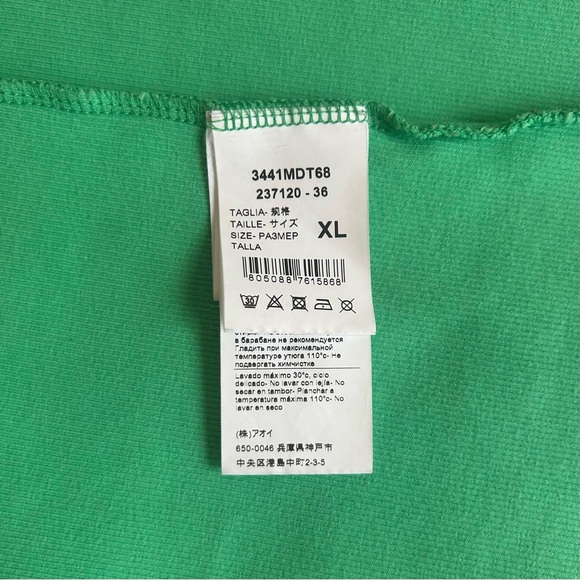 3441MDT68
237120 - 36
TAGLIA- 规格
TAILLE- サイズ
SIZE- РАЗМЕР
TALLA
XL
805088 7615868
30
в барабане не рекомендуется
Гладить при максимальной
температуре утюга 110°c- Не
подвергать химчистке
Lavado máximo 30°c, ciclo
delicado- No lavar con lejía- No
secar en tambor- Planchar a
temperatura máxima 110°c- No
lavar en seco
(株)アオイ
650-0046 兵庫県神戸市
中央区港島中町2-3-5